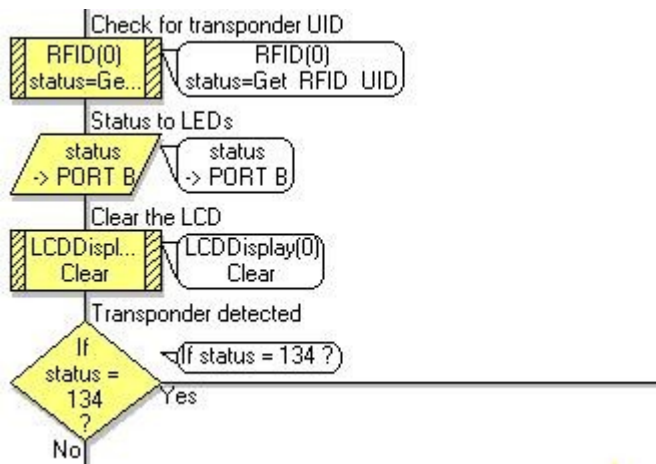 Check for transponder UID
RFID(0)
status=Ge...
RFID(0)
status=Get RFID UID
Status to LEDs
status
-> PORT B
status
-> PORT B
Clear the LCD
LCDDispl...
Clear
LCDDisplay(0)
Clear
Transponder detected
If
status =
134
?
If status = 134 ?
Yes
No